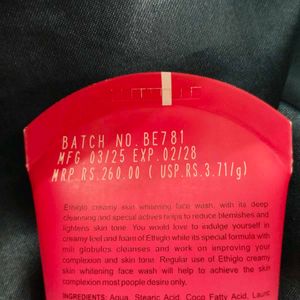 BATCH NO. BE781
MFG. 03/25 EXP. 02/28
MRP. RS. 260.00 ( USP. RS. 3.71/g)
Ethiglo creamy skin whitening face wash, with its deep
cleansing and special actives helps to reduce blemishes and
lightens skin tone. You would love to indulge yourself in
creamy feel and foam of Ethiglo while its special formula with
mili globules cleanses and work on improving your
complexion and skin tone. Regular use of Ethiglo creamy
skin whitening face wash will help to achieve the skin
complexion most people desire only.
INGREDIENTS: Aqua, Stearic Acid, Coco Fatty Acid, Lauric